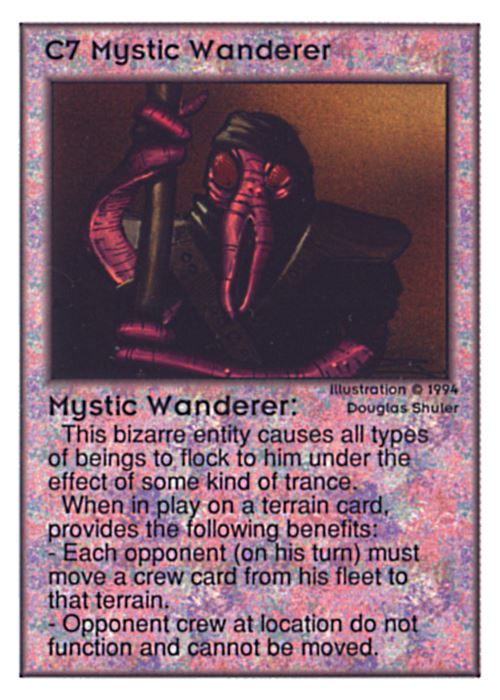 C7 Mystic Wanderer
Illustration © 1994
Douglas Shuler
Mystic Wanderer:
This bizarre entity causes all types
of beings to flock to him under the
effect of some kind of trance.
When in play on a terrain card,
provides the following benefits:
- Each opponent (on his turn) must
move a crew card from his fleet to
that terrain.
- Opponent crew at location do not
function and cannot be moved.